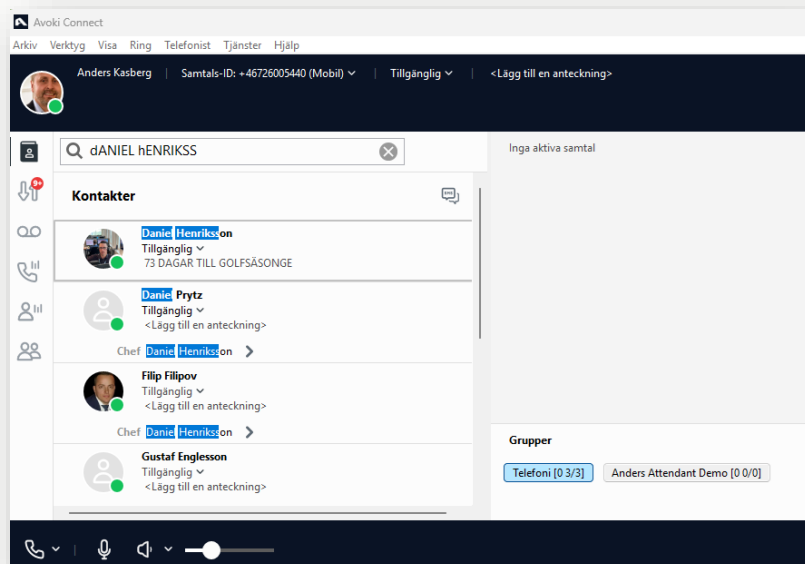 Avoki Connect
Arkiv Verktyg Visa Ring Telefonist Tjänster Hjälp
Anders Kasberg | Samtals-ID: +46726005440 (Mobil) | Tillgänglig | <Lägg till en anteckning>
dANIEL hENRIKSS
Inga aktiva samtal
9+
Kontakter
Daniel Henriksson
Tillgänglig
73 DAGAR TILL GOLFSÄSONGE
Daniel Prytz
Tillgänglig
<Lägg till en anteckning>
Chef Daniel Henriksson
Filip Filipov
Tillgänglig
<Lägg till en anteckning>
Chef Daniel Henriksson
Gustaf Englesson
Tillgänglig
<Lägg till en anteckning>
Grupper
Telefoni [0 3/3] Anders Attendant Demo [0 0/0]